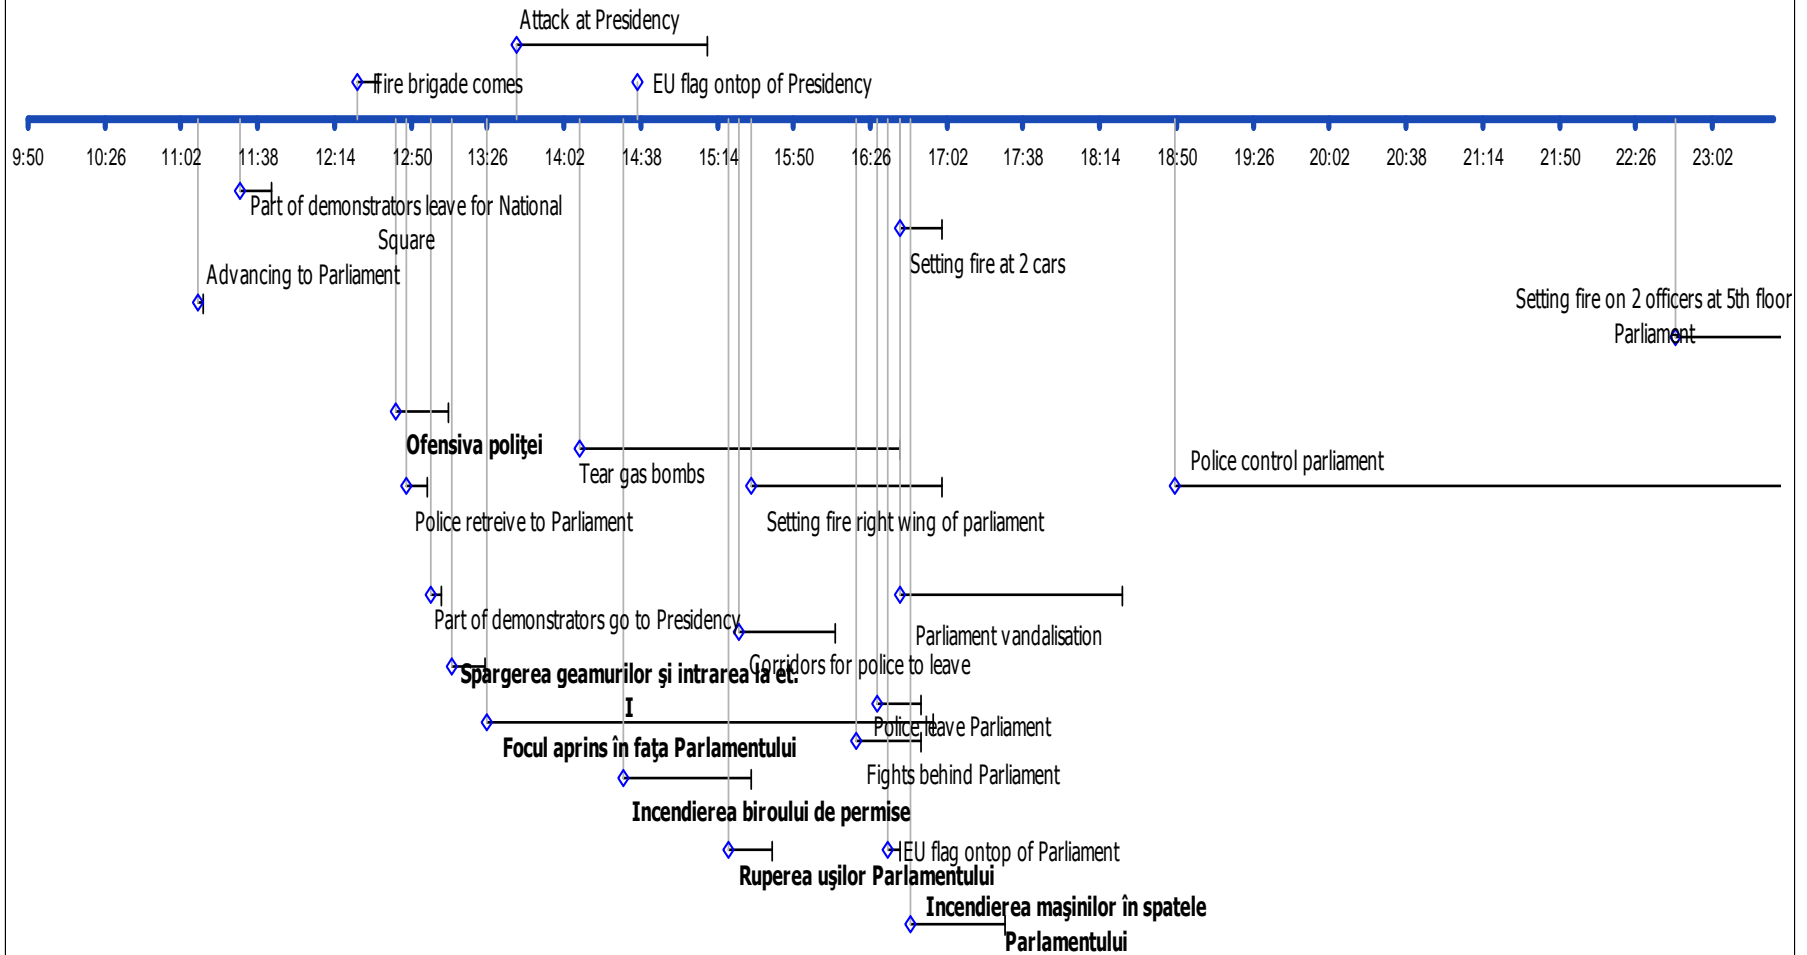 Attack at Presidency
Fire brigade comes
EU flag ontop of Presidency
9:50 10:26 11:02 11:38 12:14 12:50 13:26 14:02 14:38 15:14 15:50 16:26 17:02 17:38 18:14 18:50 19:26 20:02 20:38 21:14 21:50 22:26 23:02
Part of demonstrators leave for National
Square
Advancing to Parliament
Setting fire at 2 cars
Setting fire on 2 officers at 5th floor
Parliament
Ofensiva poliţei
Tear gas bombs
Police control parliament
Police retreive to Parliament
Setting fire right wing of parliament
Part of demonstrators go to Presidency
Parliament vandalisation
Corridors for police to leave
Spargerea geamurilor şi intrarea la et.
I
Police leave Parliament
Focul aprins în faţa Parlamentului
Fights behind Parliament
Incendierea biroului de permise
EU flag ontop of Parliament
Ruperea uşilor Parlamentului
Incendierea maşinilor în spatele
Parlamentului